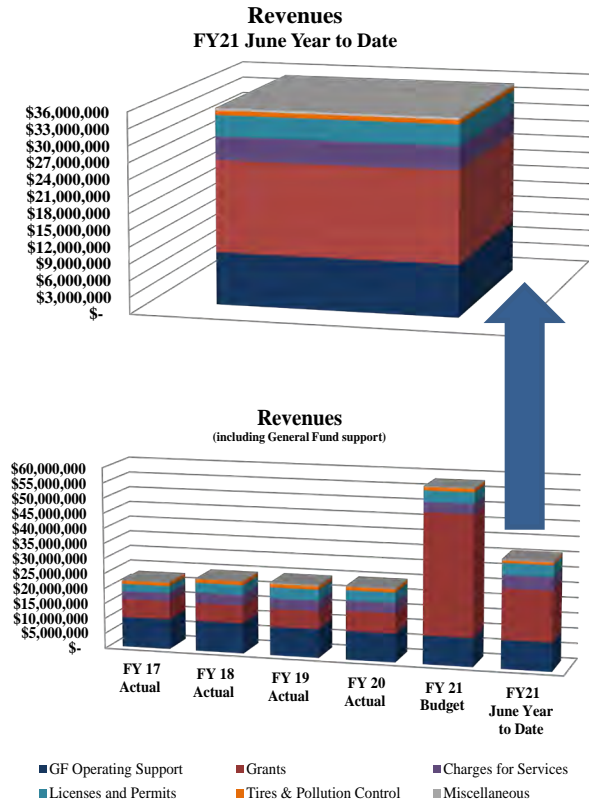 Revenues
FY21 June Year to Date
$36,000,000
$33,000,000
$30,000,000
$27,000,000
$24,000,000
$21,000,000
$18,000,000
$15,000,000
$12,000,000
$9,000,000
$6,000,000
$3,000,000
$-
Revenues
(including General Fund support)
$60,000,000
$55,000,000
$50,000,000
$45,000,000
$40,000,000
$35,000,000
$30,000,000
$25,000,000
$20,000,000
$15,000,000
$10,000,000
$5,000,000
$-
FY 17
Actual
FY 18
Actual
FY 19
Actual
FY 20
Actual
FY 21
Budget
FY21
June Year
to Date
GF Operating Support
Grants
Charges for Services
Licenses and Permits
Tires & Pollution Control
Miscellaneous